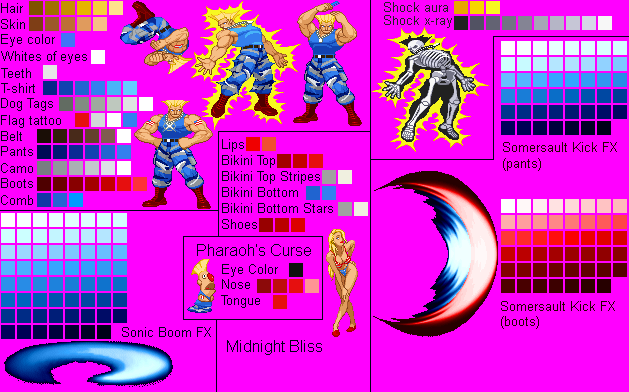 Hair
Skin
Eye color
Whites of eyes
Teeth
T-shirt
Dog Tags
Flag tattoo
Belt
Pants
Camo
Boots
Comb
Shock aura
Shock x-ray
Somersault Kick FX
(pants)
Lips
Bikini Top
Bikini Top Stripes
Bikini Bottom
Bikini Bottom Stars
Shoes
Pharaoh's Curse
Eye Color
Nose
Tongue
Midnight Bliss
Sonic Boom FX
Somersault Kick FX
(boots)